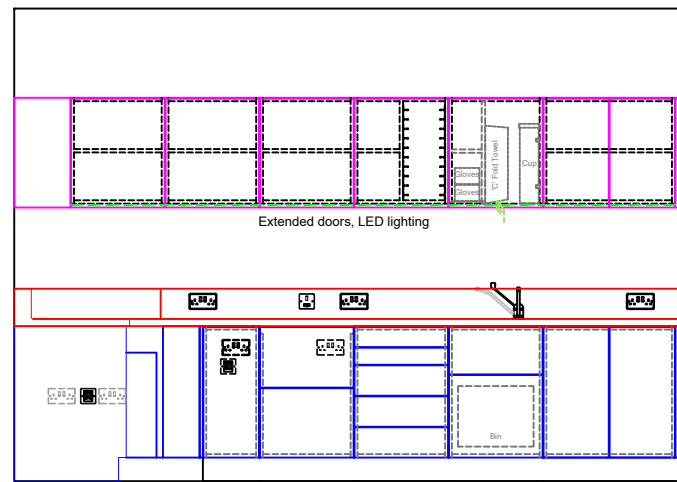 Gloves
Gloves
'C' Fold Towel
Cup
Extended doors, LED lighting
Bin